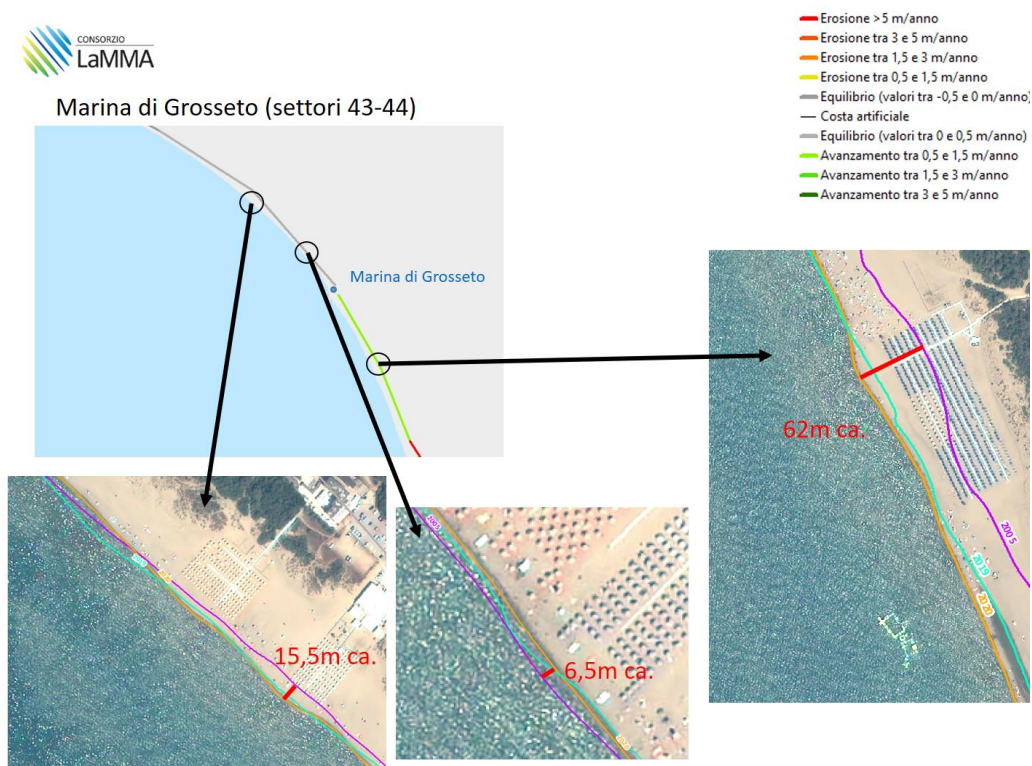 CONSORZIO
LaMMA
Marina di Grosseto (settori 43-44)
Erosione >5 m/anno
Erosione tra 3 e 5 m/anno
Erosione tra 1,5 e 3 m/anno
Erosione tra 0,5 e 1,5 m/anno
Equilibrio (valori tra -0,5 e 0 m/anno)
Costa artificiale
Equilibrio (valori tra 0 e 0,5 m/anno)
Avanzamento tra 0,5 e 1,5 m/anno
Avanzamento tra 1,5 e 3 m/anno
Avanzamento tra 3 e 5 m/anno
Marina di Grosseto
62m ca.
2005
2019
2020
15,5m ca.
2005
6,5m ca.